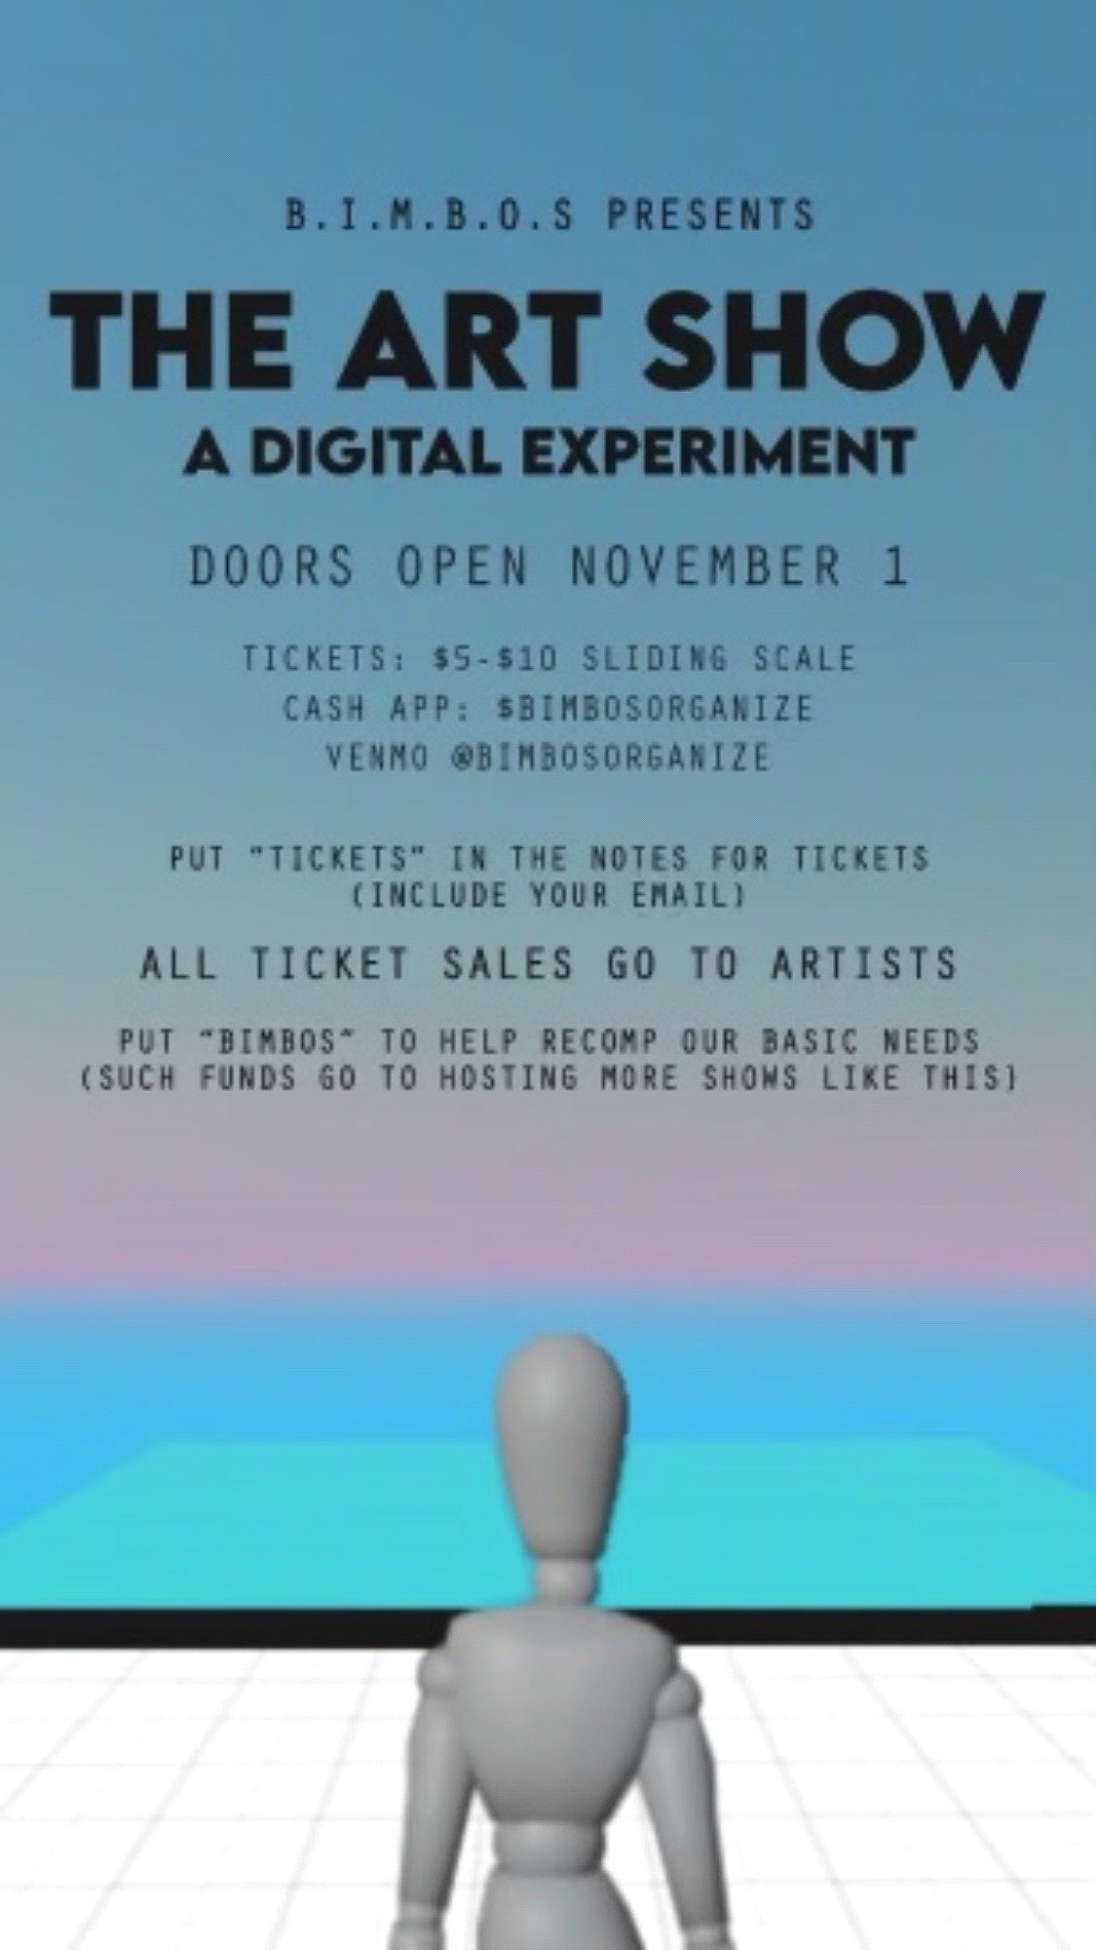 B.I.M.B.O.S PRESENTS
THE ART SHOW
A DIGITAL EXPERIMENT
DOORS OPEN NOVEMBER 1
TICKETS: $5-$10 SLIDING SCALE
CASH APP: $BIMBOSORGANIZE
VENMO @BIMBOSORGANIZE
PUT "TICKETS" IN THE NOTES FOR TICKETS
(INCLUDE YOUR EMAIL)
ALL TICKET SALES GO TO ARTISTS
PUT "BIMBOS" TO HELP RECOMP OUR BASIC NEEDS
(SUCH FUNDS GO TO HOSTING MORE SHOWS LIKE THIS)